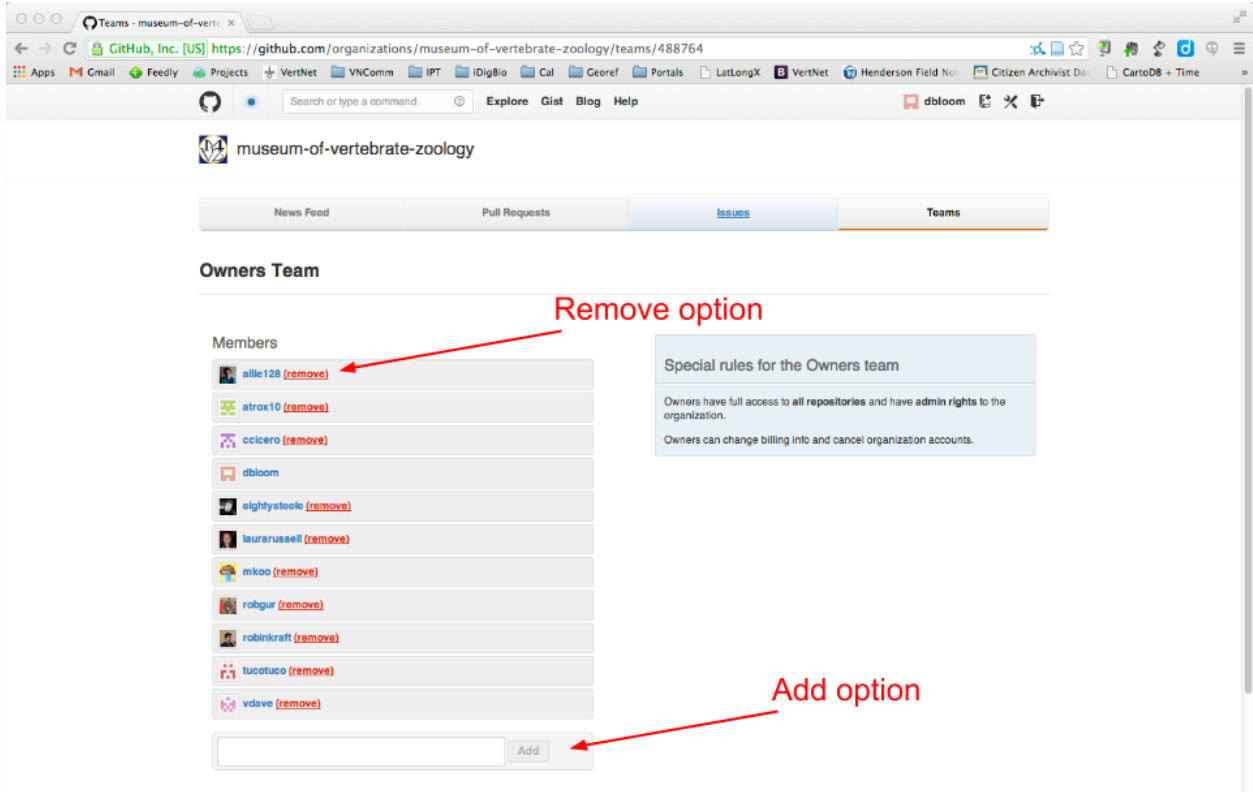 Teams - museum-of-verte ×
GitHub, Inc. [US] https://github.com/organizations/museum-of-vertebrate-zoology/teams/488764
Apps Gmail Feedly Projects VertNet VNComm IPT iDigBio Cal Georef Portals LatLongX VertNet Henderson Field Not Citizen Archivist Das CartoDB + Time »
Search or type a command Explore Gist Blog Help dbloom
museum-of-vertebrate-zoology
News Feed Pull Requests Issues Teams
Owners Team
Remove option
Members
allie128 (remove)
atrox10 (remove)
ccicero (remove)
dbloom
eightysteele (remove)
laurarussell (remove)
mkoo (remove)
robgur (remove)
robinkraft (remove)
tucotuco (remove)
vdave (remove)
Special rules for the Owners team
Owners have full access to all repositories and have admin rights to the
organization.
Owners can change billing info and cancel organization accounts.
Add option
Add